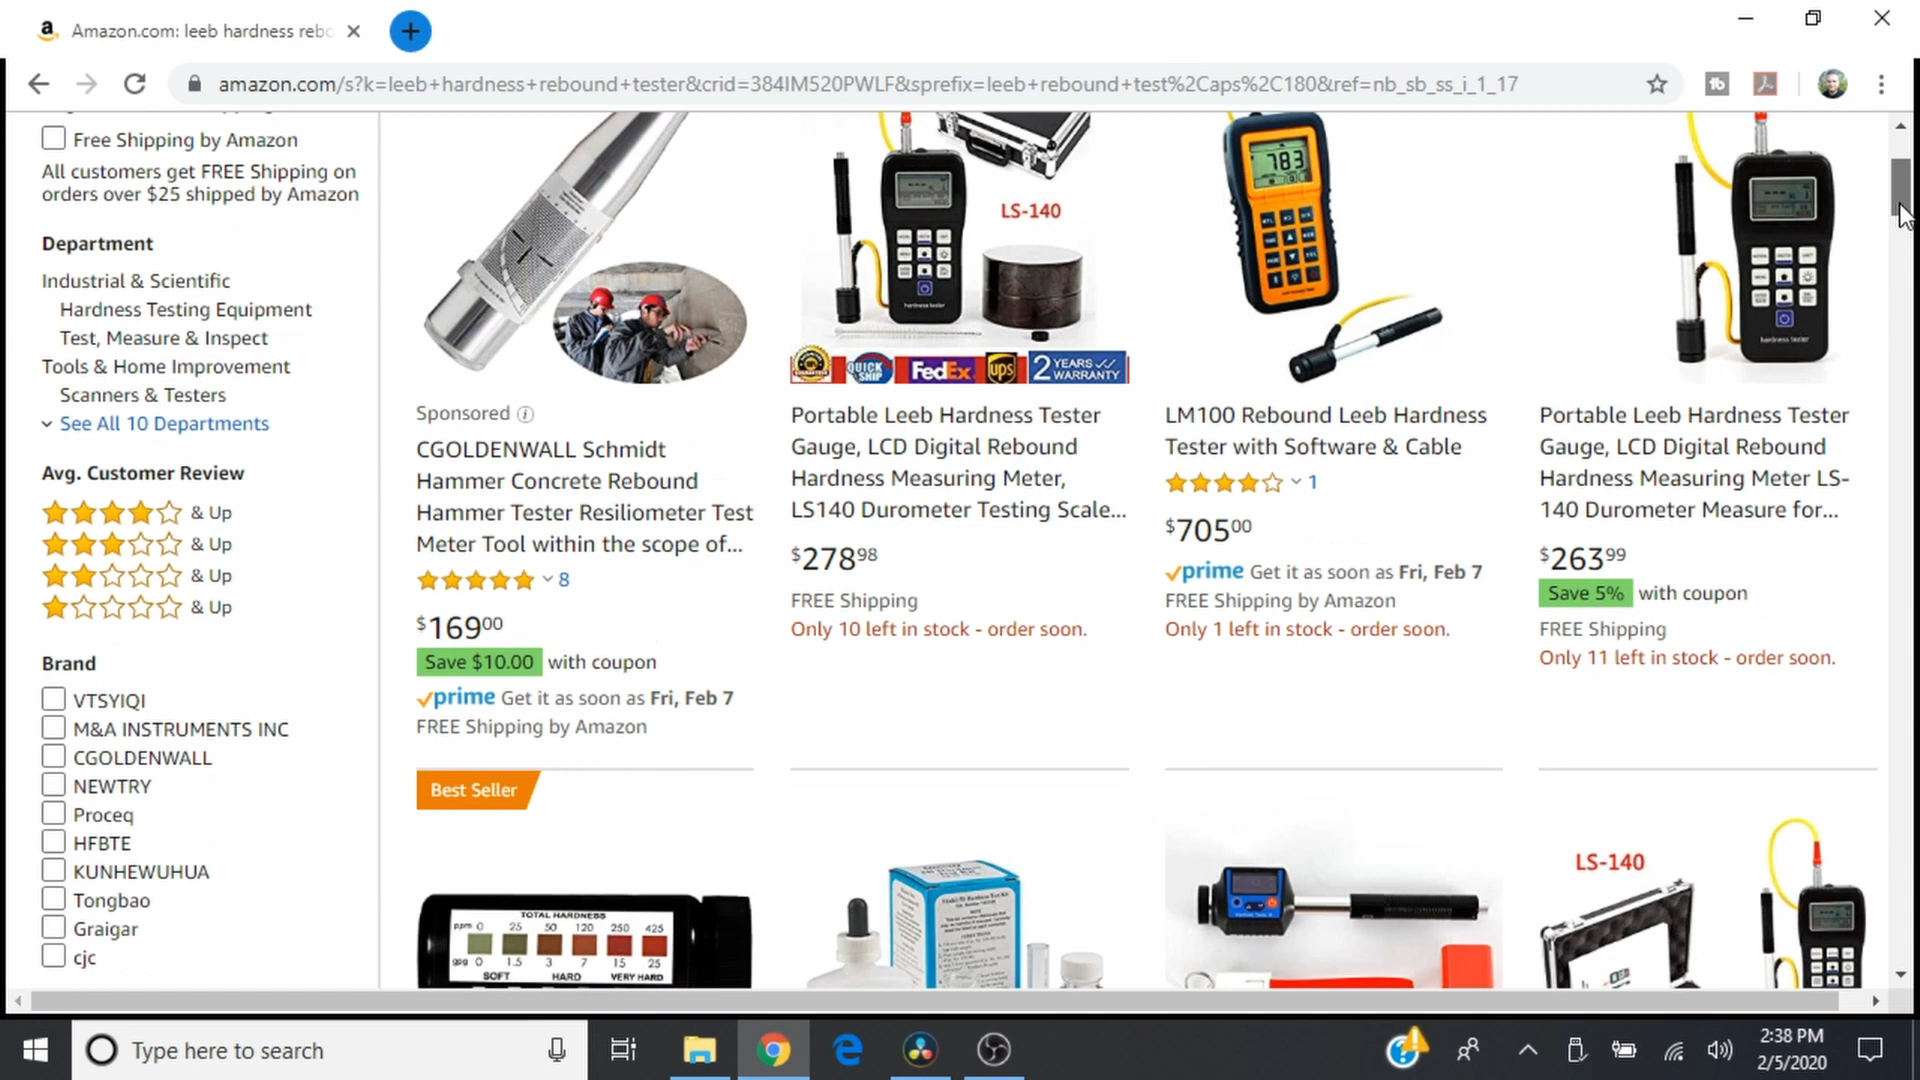 Amazon.com: leeb hardness rebo
amazon.com/s?k=leeb+hardness+rebound+tester&crid=384IM520PWLF&sprefix=leeb+rebound+test%2Caps%2C180&ref=nb_sb_ss_i_1_17
Free Shipping by Amazon
All customers get FREE Shipping on
orders over $25 shipped by Amazon
Department
Industrial & Scientific
Hardness Testing Equipment
Test, Measure & Inspect
Tools & Home Improvement
Scanners & Testers
See All 10 Departments
Avg. Customer Review
& Up
& Up
& Up
& Up
Brand
VTSYIQI
M&A INSTRUMENTS INC
CGOLDENWALL
NEWTRY
Proceq
HFBTE
KUNHEWUHUA
Tongbao
Graigar
cjc
Sponsored
CGOLDENWALL Schmidt
Hammer Concrete Rebound
Hammer Tester Resiliometer Test
Meter Tool within the scope of...
8
$16900
Save $10.00 with coupon
prime Get it as soon as Fri, Feb 7
FREE Shipping by Amazon
LS-140
hardness tester
QUICK
SHIP
FedEx
ups
2 YEARS
WARRANTY
Portable Leeb Hardness Tester
Gauge, LCD Digital Rebound
Hardness Measuring Meter,
LS140 Durometer Testing Scale...
$27898
FREE Shipping
Only 10 left in stock - order soon.
783
LM100 Rebound Leeb Hardness
Tester with Software & Cable
1
$70500
prime Get it as soon as Fri, Feb 7
FREE Shipping by Amazon
Only 1 left in stock - order soon.
hardness tester
Portable Leeb Hardness Tester
Gauge, LCD Digital Rebound
Hardness Measuring Meter LS-
140 Durometer Measure for...
$26399
Save 5% with coupon
FREE Shipping
Only 11 left in stock - order soon.
Best Seller
TOTAL HARDNESS
ppm 0 25 50 120 250 425
gpg 0 1.5 3 7 15 25
SOFT HARD VERY HARD
LS-140
Type here to search
2:38 PM
2/5/2020